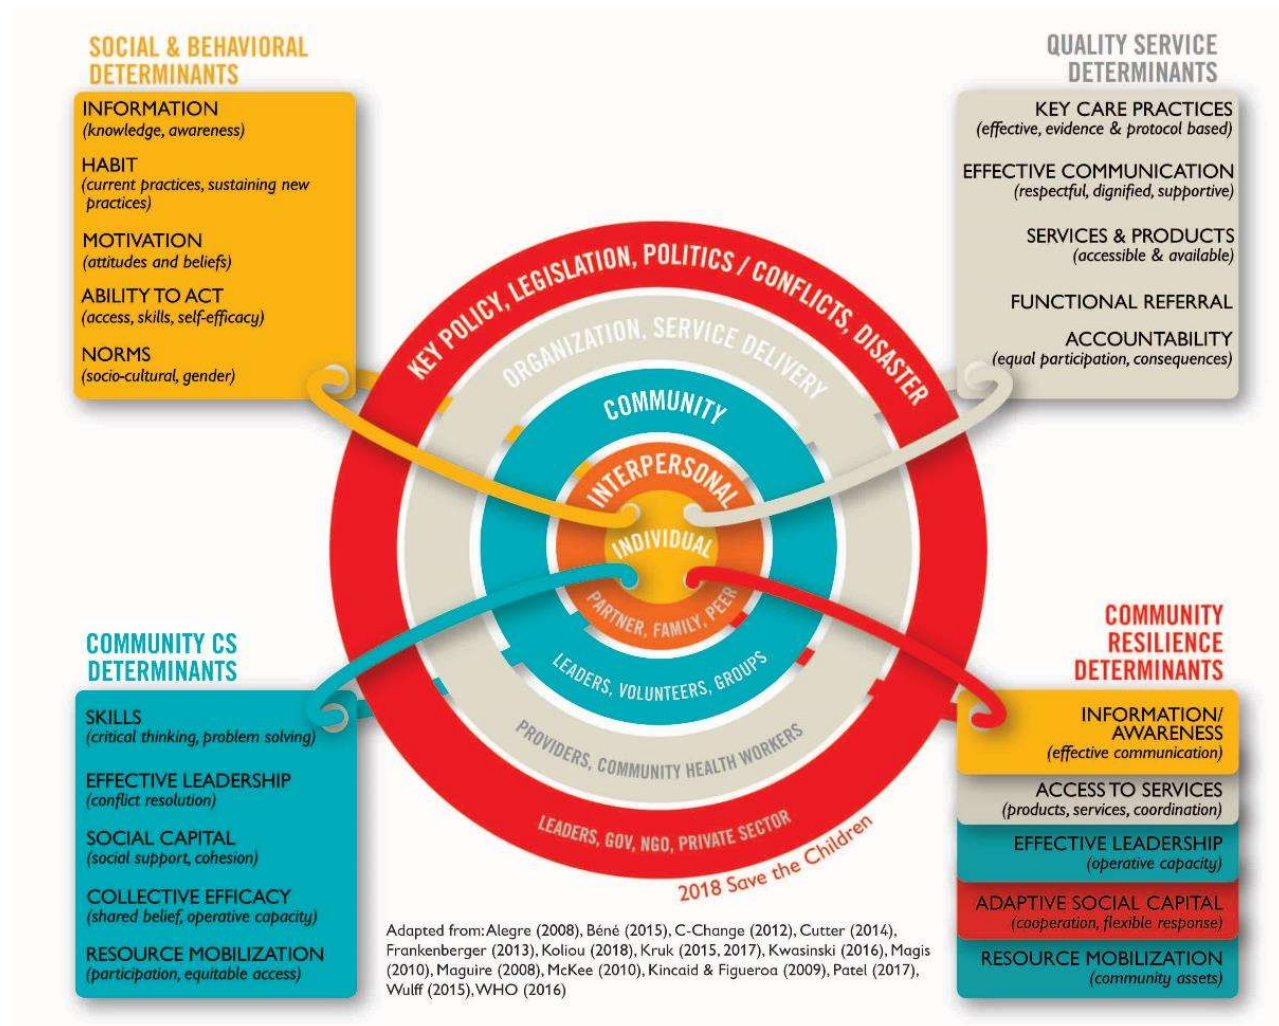 SOCIAL & BEHAVIORAL
DETERMINANTS
INFORMATION
(knowledge, awareness)
HABIT
(current practices, sustaining new
practices)
MOTIVATION
(attitudes and beliefs)
ABILITY TO ACT
(access, skills, self-efficacy)
NORMS
(socio-cultural, gender)
QUALITY SERVICE
DETERMINANTS
KEY CARE PRACTICES
(effective, evidence & protocol based)
EFFECTIVE COMMUNICATION
(respectful, dignified, supportive)
SERVICES & PRODUCTS
(accessible & available)
FUNCTIONAL REFERRAL
ACCOUNTABILITY
(equal participation, consequences)
KEY POLICY, LEGISLATION, POLITICS / CONFLICTS, DISASTER
ORGANIZATION, SERVICE DELIVERY
COMMUNITY
INTERPERSONAL
INDIVIDUAL
PARTNER, FAMILY, PEER
LEADERS, VOLUNTEERS, GROUPS
PROVIDERS, COMMUNITY HEALTH WORKERS
LEADERS, GOV, NGO, PRIVATE SECTOR
2018 Save the Children
COMMUNITY CS
DETERMINANTS
SKILLS
(critical thinking, problem solving)
EFFECTIVE LEADERSHIP
(conflict resolution)
SOCIAL CAPITAL
(social support, cohesion)
COLLECTIVE EFFICACY
(shared belief, operative capacity)
RESOURCE MOBILIZATION
(participation, equitable access)
COMMUNITY
RESILIENCE
DETERMINANTS
INFORMATION/
AWARENESS
(effective communication)
ACCESS TO SERVICES
(products, services, coordination)
EFFECTIVE LEADERSHIP
(operative capacity)
ADAPTIVE SOCIAL CAPITAL
(cooperation, flexible response)
RESOURCE MOBILIZATION
(community assets)
Adapted from: Alegre (2008), Béné (2015), C-Change (2012), Cutter (2014),
Frankenberger (2013), Koliou (2018), Kruk (2015, 2017), Kwasinski (2016), Magis
(2010), Maguire (2008), McKee (2010), Kincaid & Figueroa (2009), Patel (2017),
Wulff (2015), WHO (2016)